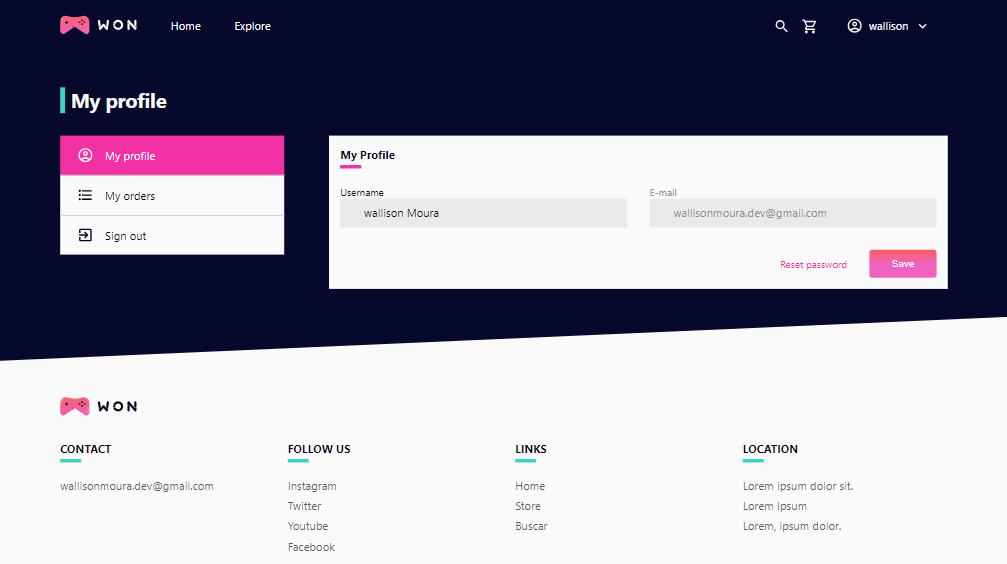 WON Home Explore wallison
My profile
My profile
My orders
Sign out
My Profile
Username E-mail
wallison Moura wallisonmoura.dev@gmail.com
Reset password Save
WON
CONTACT FOLLOW US LINKS LOCATION
wallisonmoura.dev@gmail.com Instagram Home Lorem ipsum dolor sit.
Twitter Store Lorem Ipsum
Youtube Buscar Lorem, ipsum dolor.
Facebook